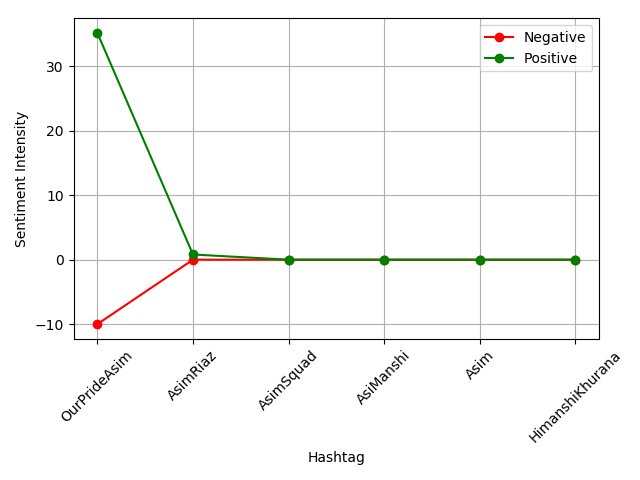 Negative
Positive
Sentiment Intensity
30
20
10
0
−10
OurPrideAsim
AsimRiaz
AsimSquad
AsiManshi
Asim
HimanshiKhurana
Hashtag